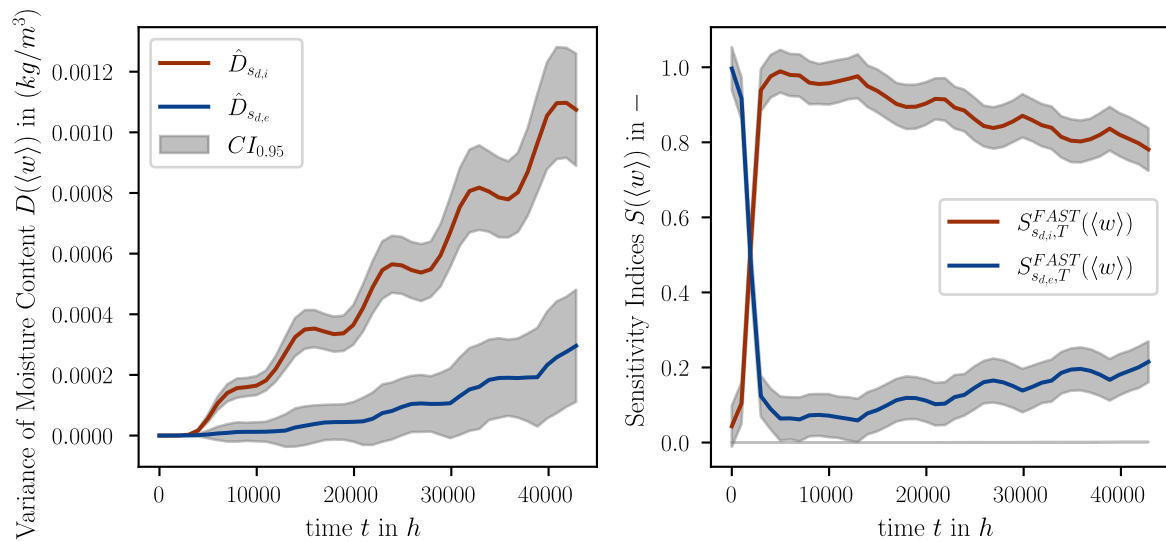 Variance of Moisture Content D(⟨w⟩) in (kg/m³)
0.0012
0.0010
0.0008
0.0006
0.0004
0.0002
0.0000
D̂_{s_{d,i}}
D̂_{s_{d,e}}
CI_{0.95}
0 10000 20000 30000 40000
time t in h
Sensitivity Indices S(⟨w⟩) in −
1.0
0.8
0.6
0.4
0.2
0.0
S^{FAST}_{s_{d,i},T}(⟨w⟩)
S^{FAST}_{s_{d,e},T}(⟨w⟩)
0 10000 20000 30000 40000
time t in h